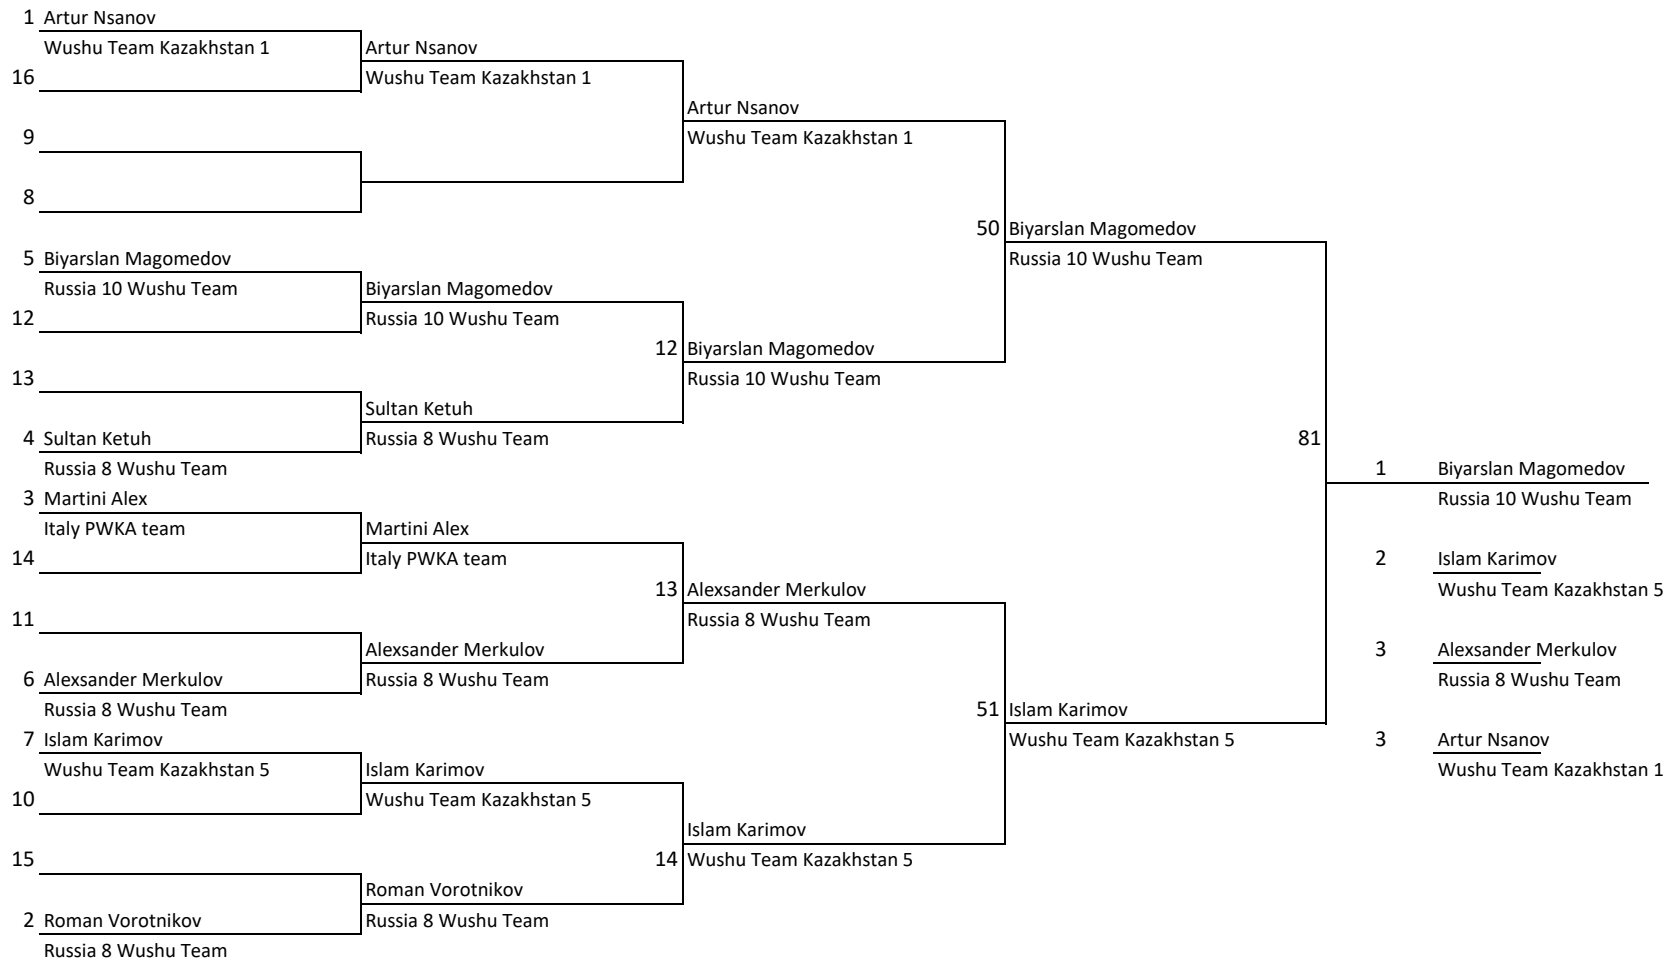 1 Artur Nsanov
Wushu Team Kazakhstan 1 Artur Nsanov
16 Wushu Team Kazakhstan 1
Artur Nsanov
9 Wushu Team Kazakhstan 1
8
50 Biyarslan Magomedov
5 Biyarslan Magomedov Russia 10 Wushu Team
Russia 10 Wushu Team Biyarslan Magomedov
12 Russia 10 Wushu Team
12 Biyarslan Magomedov
13 Russia 10 Wushu Team
Sultan Ketuh
4 Sultan Ketuh Russia 8 Wushu Team 81
Russia 8 Wushu Team 1 Biyarslan Magomedov
3 Martini Alex Russia 10 Wushu Team
Italy PWKA team Martini Alex
14 Italy PWKA team 2 Islam Karimov
13 Alexsander Merkulov Wushu Team Kazakhstan 5
11 Russia 8 Wushu Team
Alexsander Merkulov 3 Alexsander Merkulov
6 Alexsander Merkulov Russia 8 Wushu Team Russia 8 Wushu Team
Russia 8 Wushu Team 51 Islam Karimov
7 Islam Karimov Wushu Team Kazakhstan 5 3 Artur Nsanov
Wushu Team Kazakhstan 5 Islam Karimov Wushu Team Kazakhstan 1
10 Wushu Team Kazakhstan 5
Islam Karimov
15 14 Wushu Team Kazakhstan 5
Roman Vorotnikov
2 Roman Vorotnikov Russia 8 Wushu Team
Russia 8 Wushu Team